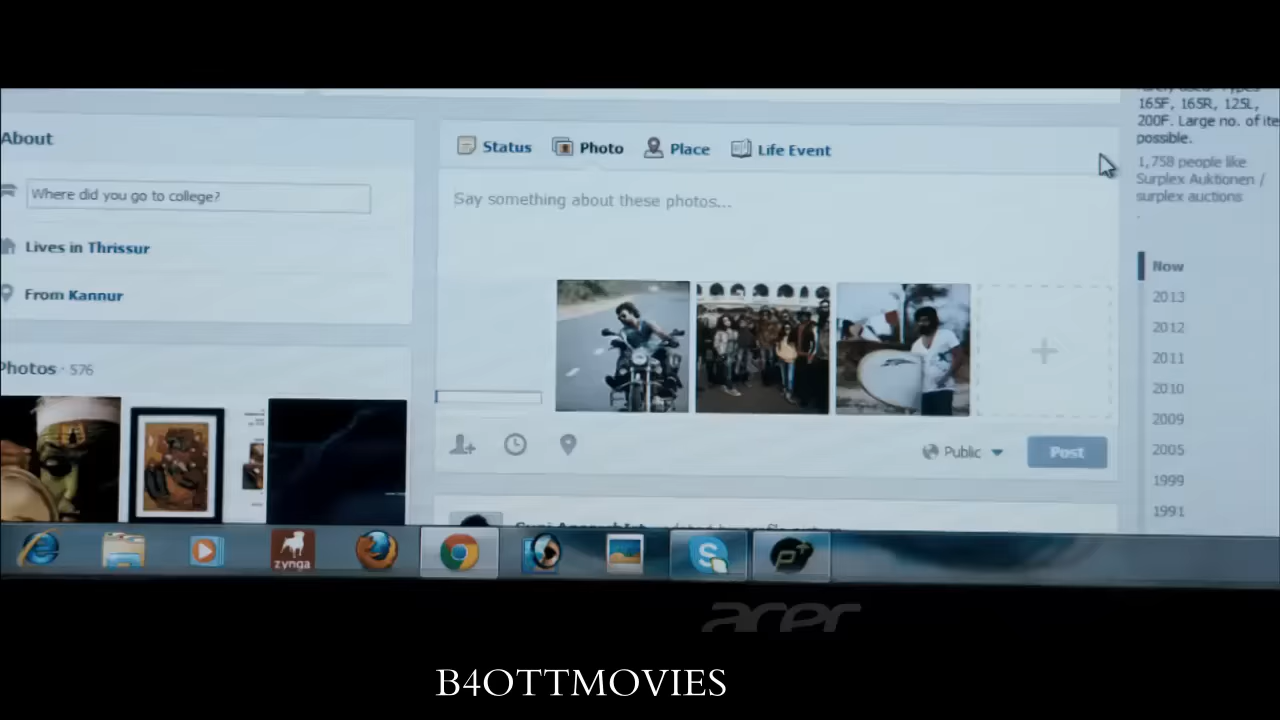 About
Where did you go to college?
Lives in Thrissur
From Kannur
Photos · 576
Status Photo Place Life Event
Say something about these photos...
Public Post
165F, 165R, 125L,
200F. Large no. of ite
possible.
1,758 people like
Surplex Auktionen /
surplex auctions
.
Now
2013
2012
2011
2010
2009
2005
1999
1991
zynga
acer
B4OTTMOVIES